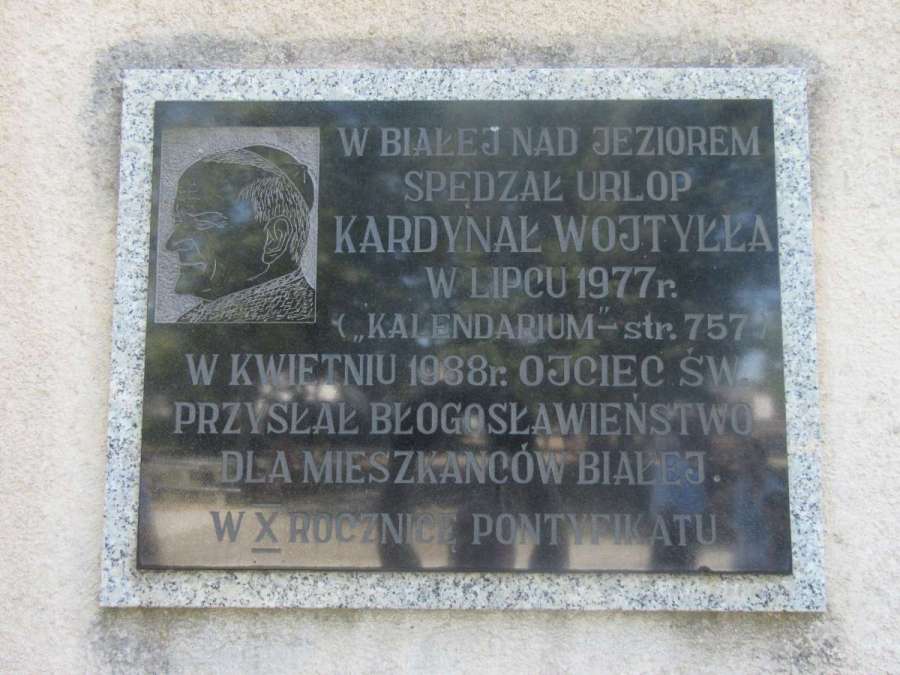 W BIAŁEJ NAD JEZIOREM
SPĘDZAŁ URLOP
KARDYNAŁ WOJTYŁŁA
W LIPCU 1977r.
(„KALENDARIUM"-str. 757)
W KWIETNIU 1988r. OJCIEC ŚW.
PRZYSŁAŁ BŁOGOSŁAWIEŃSTWO
DLA MIESZKAŃCÓW BIAŁEJ.
W X ROCZNICĘ PONTYFIKATU